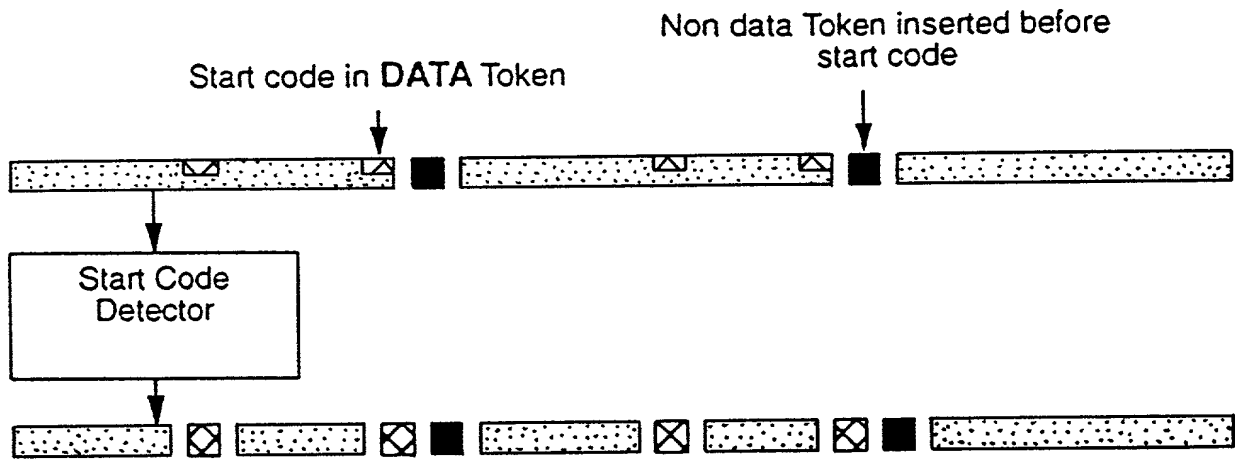 Non data Token inserted before
start code
Start code in DATA Token
Start Code
Detector